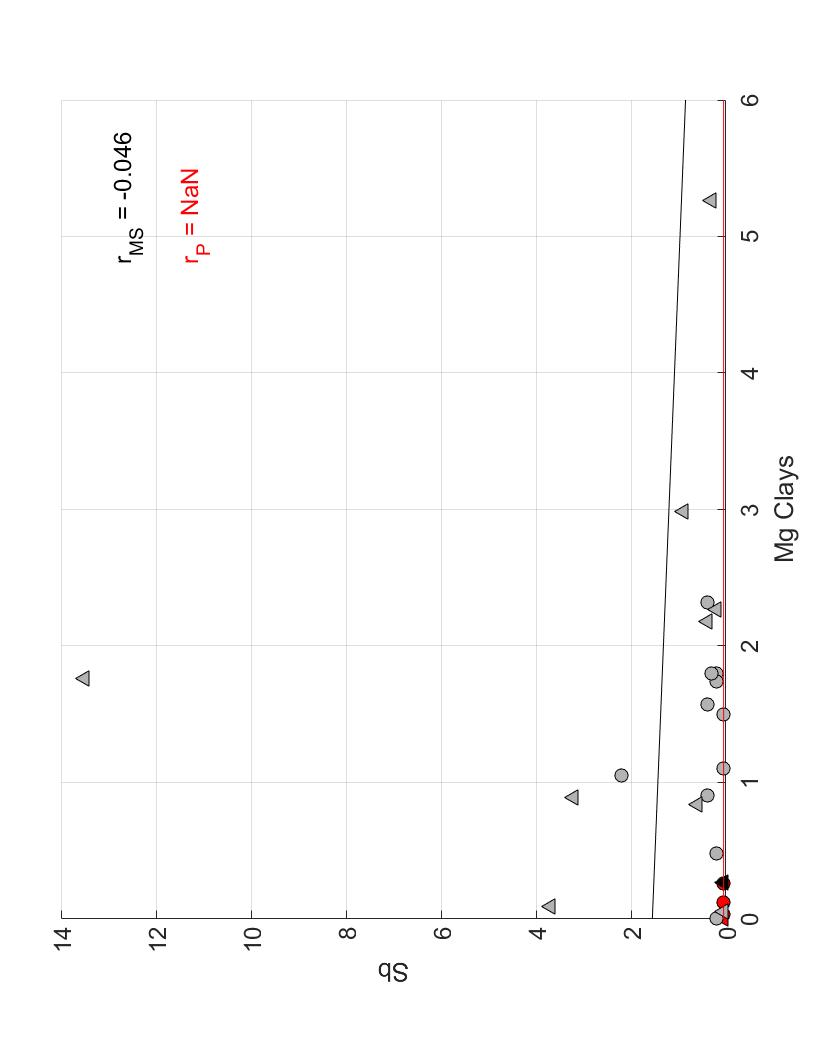 14
12
10
8
6
4
2
0
Sb
r_MS = -0.046
r_P = NaN
0 1 2 3 4 5 6
Mg Clays